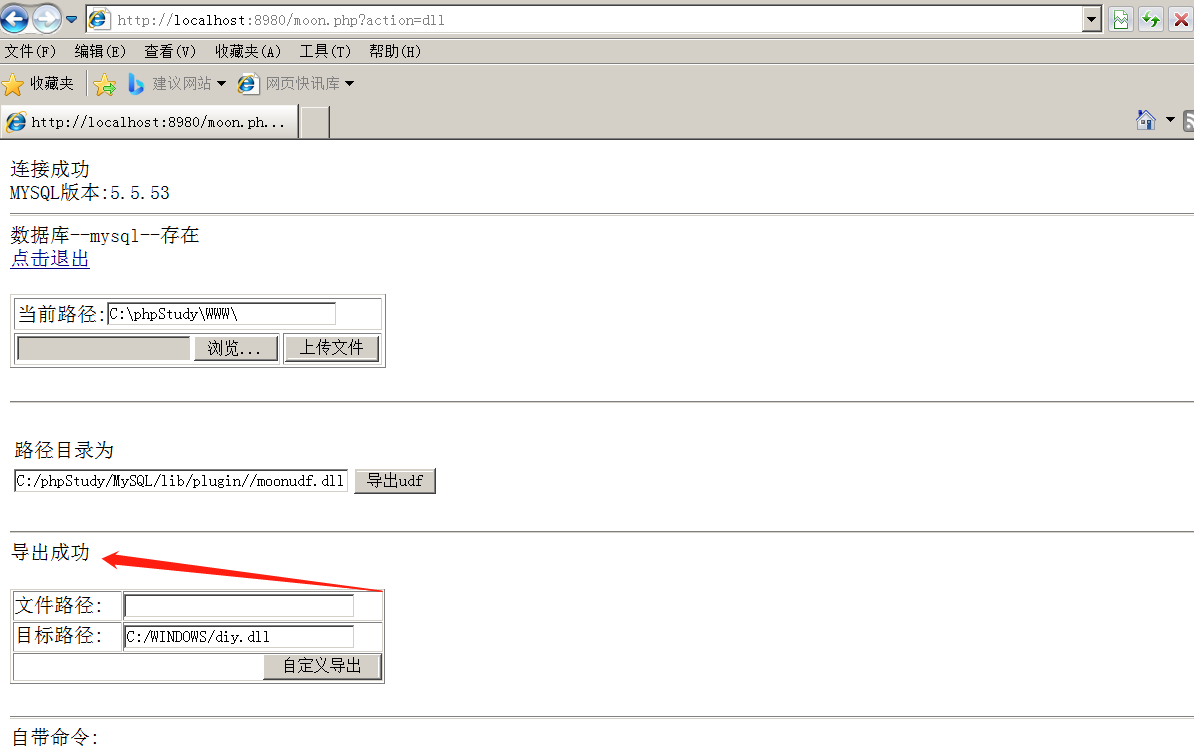 http://localhost:8980/moon.php?action=dll
文件(F) 编辑(E) 查看(V) 收藏夹(A) 工具(T) 帮助(H)
收藏夹 建议网站 网页快讯库
http://localhost:8980/moon.ph...
连接成功
MYSQL版本:5.5.53
数据库--mysql--存在
点击退出
当前路径:C:\phpStudy\WWW\
浏览... 上传文件
路径目录为
C:/phpStudy/MySQL/lib/plugin//moonudf.dll 导出udf
导出成功
文件路径:
目标路径: C:/WINDOWS/diy.dll
自定义导出
自带命令: